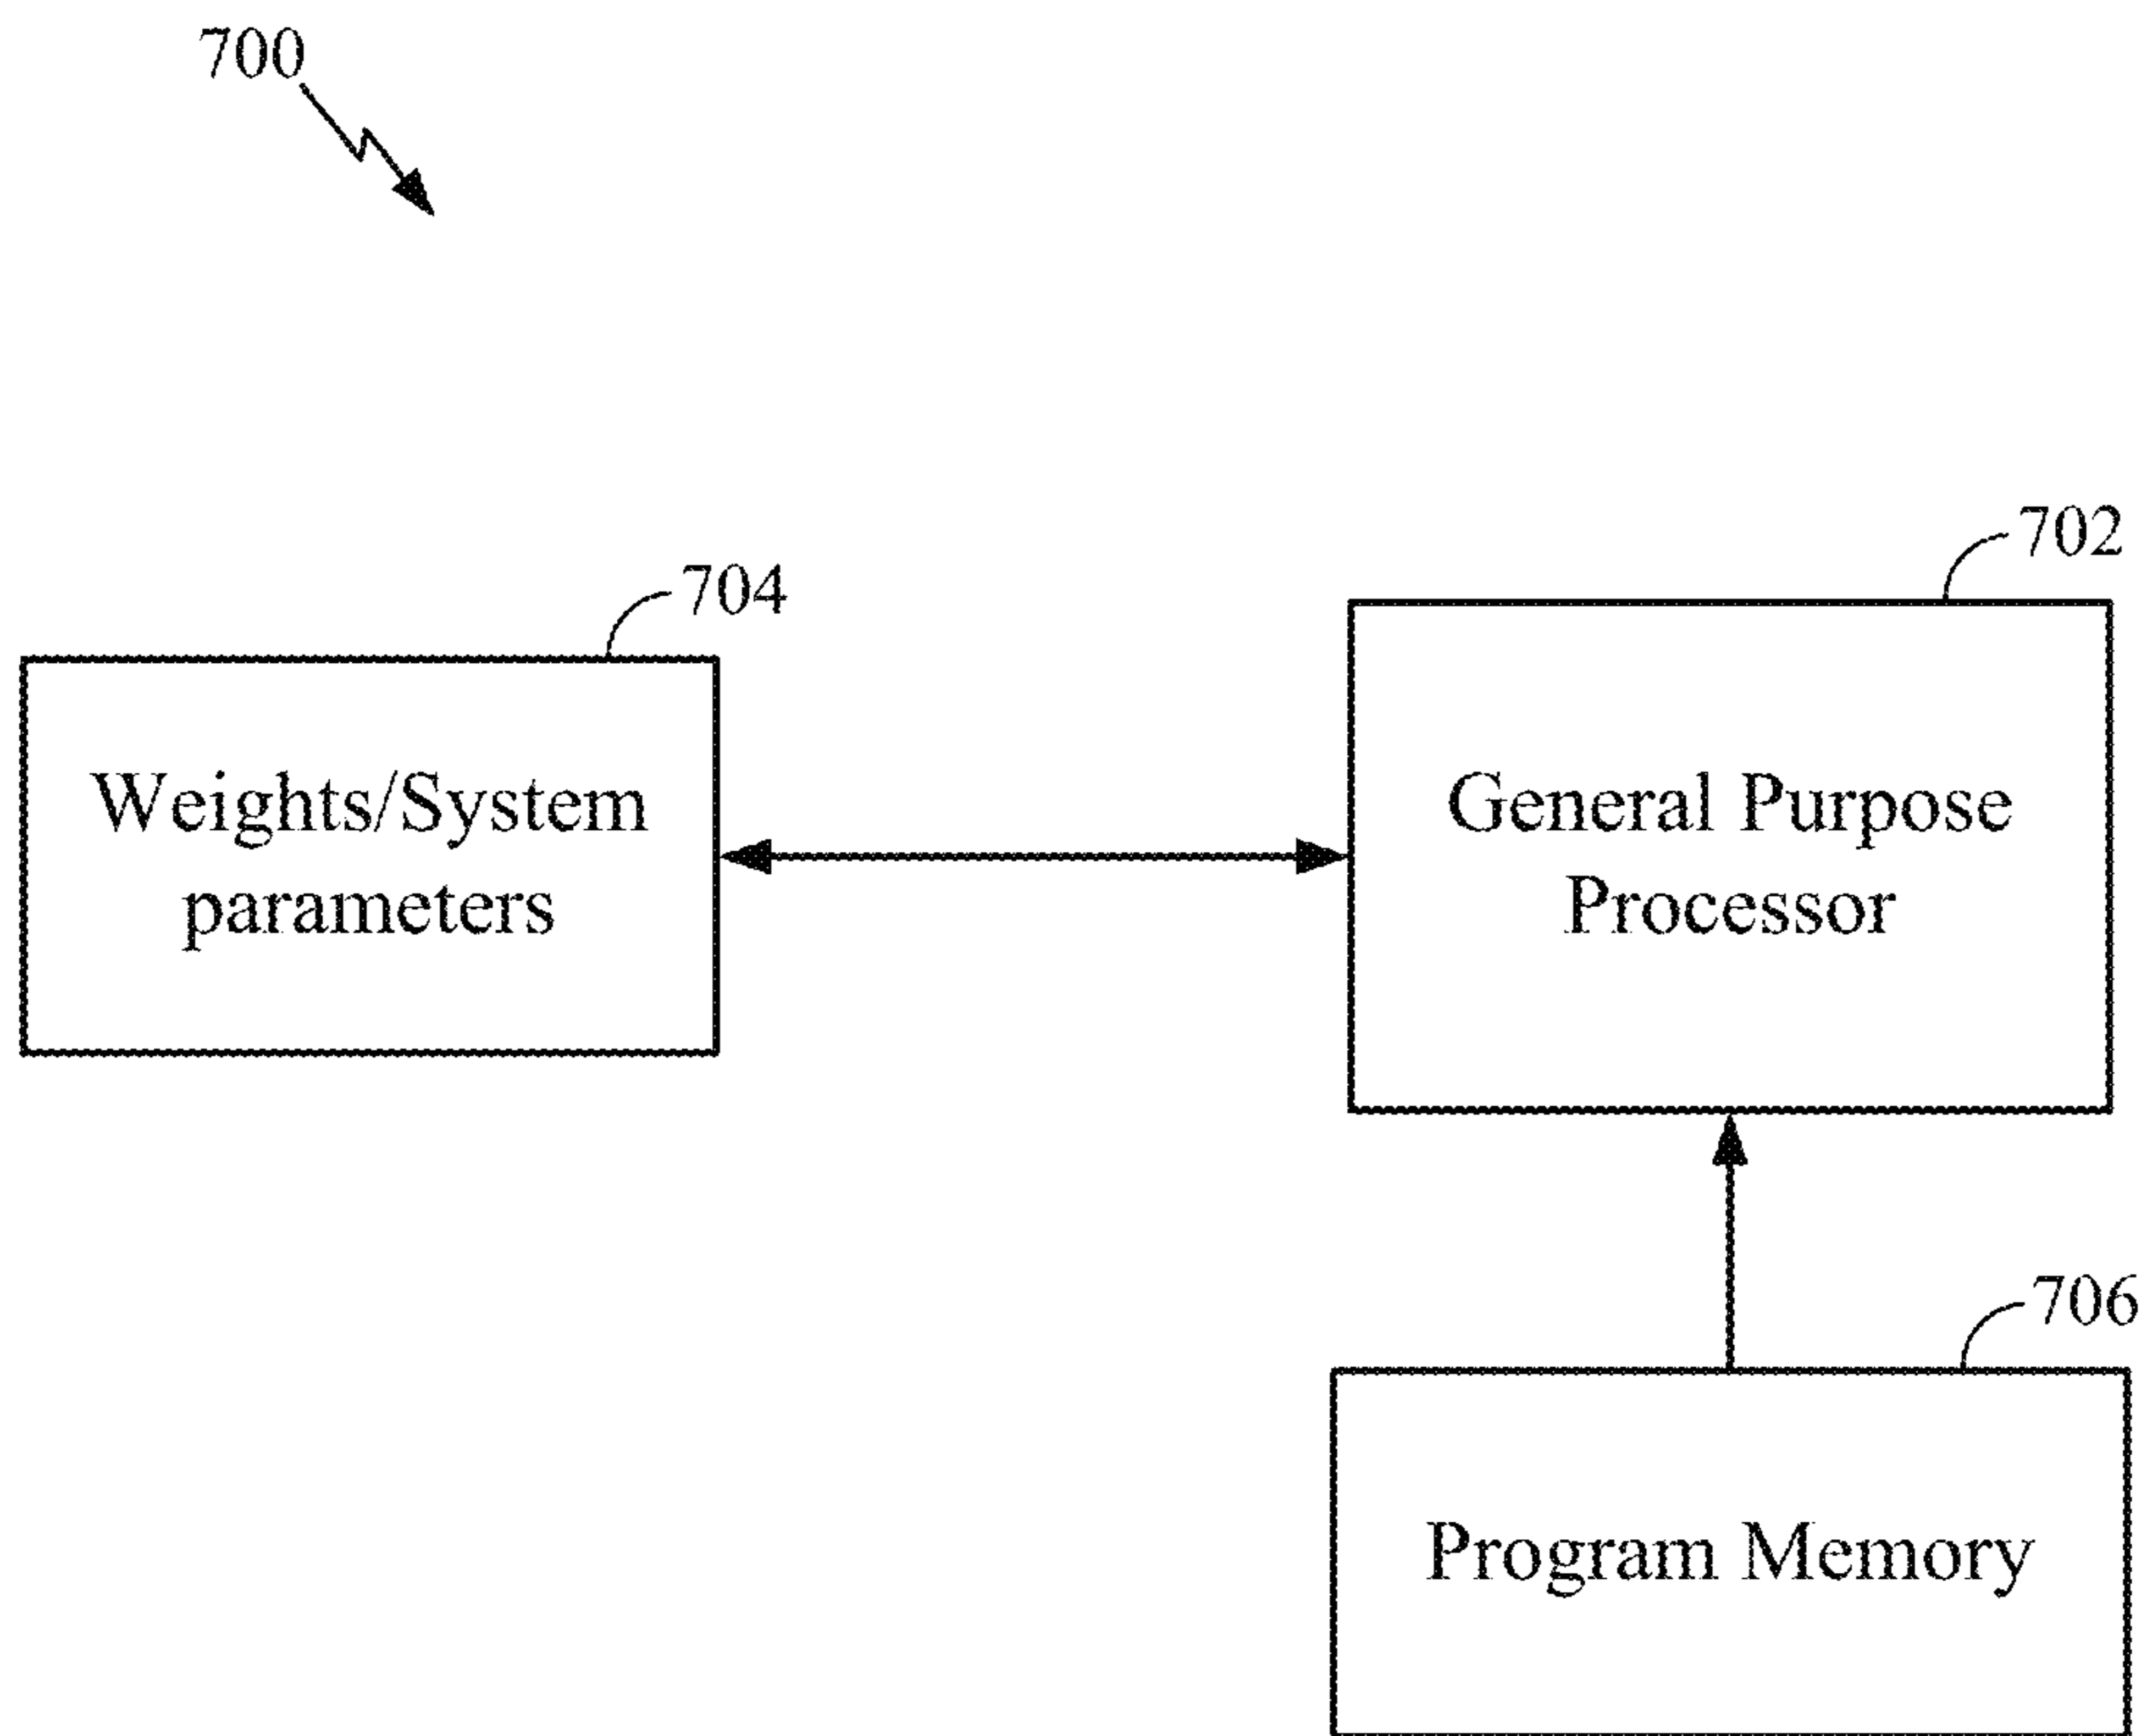 700
702
704
Weights/System
parameters
General Purpose
Processor
706
Program Memory